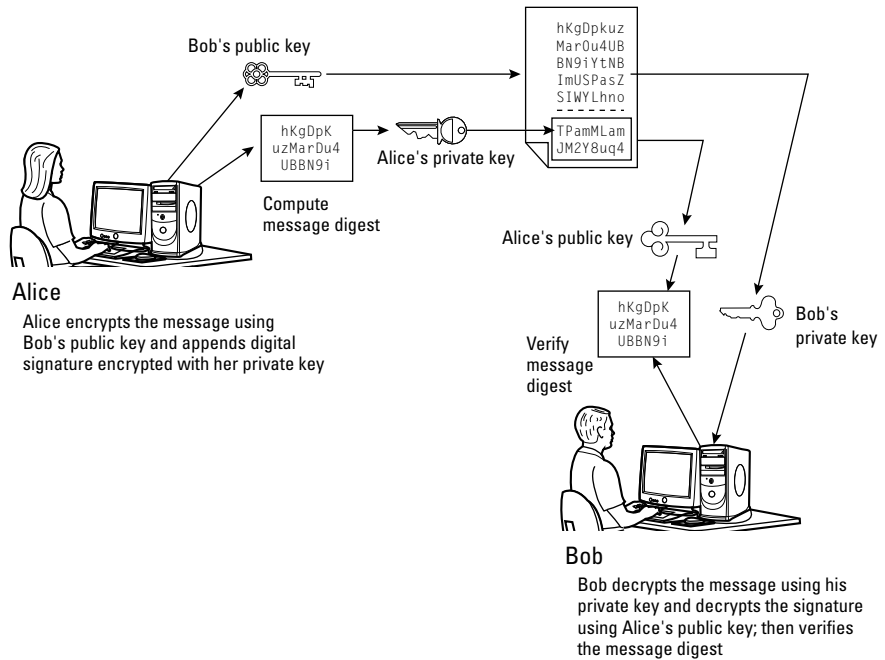 Bob's public key
hKgDpkuz
MarOu4UB
BN9iYtNB
ImUSPasZ
SIWYLhno
TPamMLam
JM2Y8uq4
hKgDpK
uzMarDu4
UBBN9i
Alice's private key
Compute
message digest
Alice's public key
Alice
Alice encrypts the message using
Bob's public key and appends digital
signature encrypted with her private key
hKgDpK
uzMarDu4
UBBN9i
Verify
message
digest
Bob's
private key
Bob
Bob decrypts the message using his
private key and decrypts the signature
using Alice's public key; then verifies
the message digest